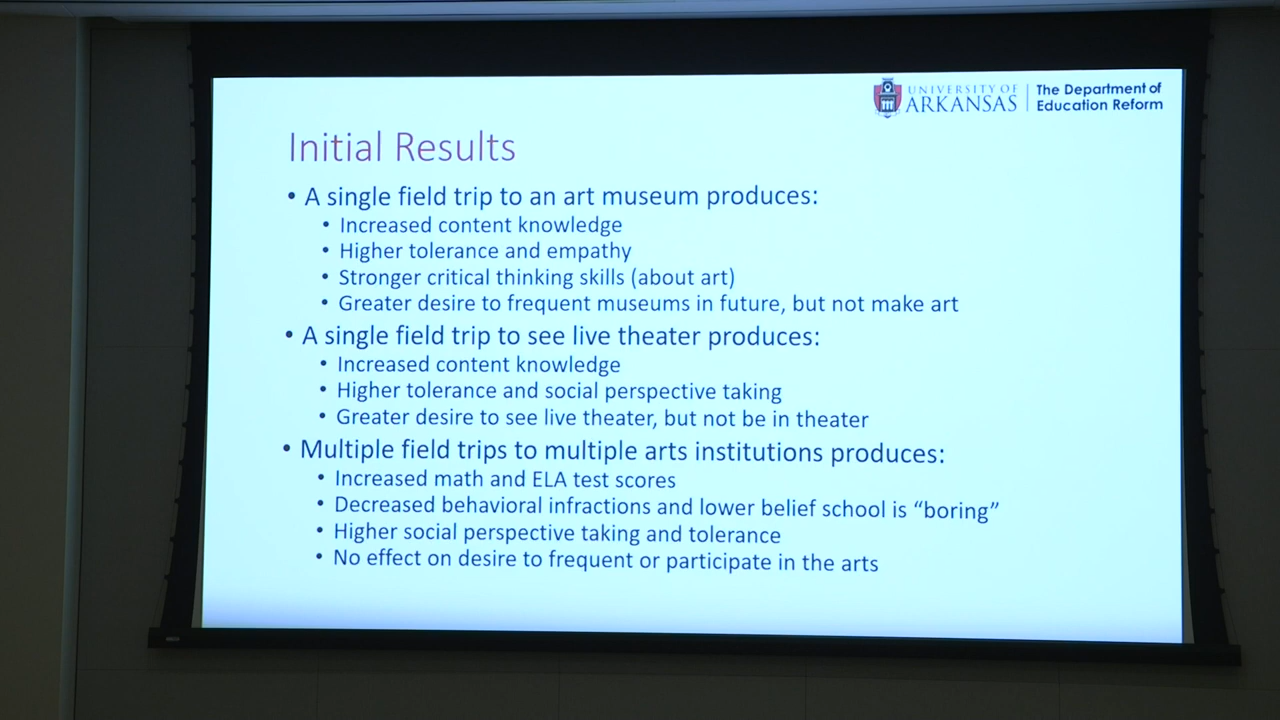 UNIVERSITY OF
ARKANSAS
The Department of
Education Reform
Initial Results
• A single field trip to an art museum produces:
• Increased content knowledge
• Higher tolerance and empathy
• Stronger critical thinking skills (about art)
• Greater desire to frequent museums in future, but not make art
• A single field trip to see live theater produces:
• Increased content knowledge
• Higher tolerance and social perspective taking
• Greater desire to see live theater, but not be in theater
• Multiple field trips to multiple arts institutions produces:
• Increased math and ELA test scores
• Decreased behavioral infractions and lower belief school is “boring”
• Higher social perspective taking and tolerance
• No effect on desire to frequent or participate in the arts